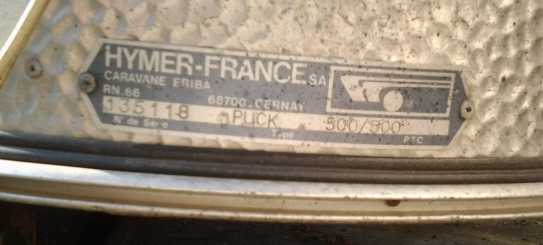 HYMER-FRANCE SA
CARAVANE ERIBA
RN.66 68700.CERNAY
135118 PUCK 500/900
N° de Série Type PTC